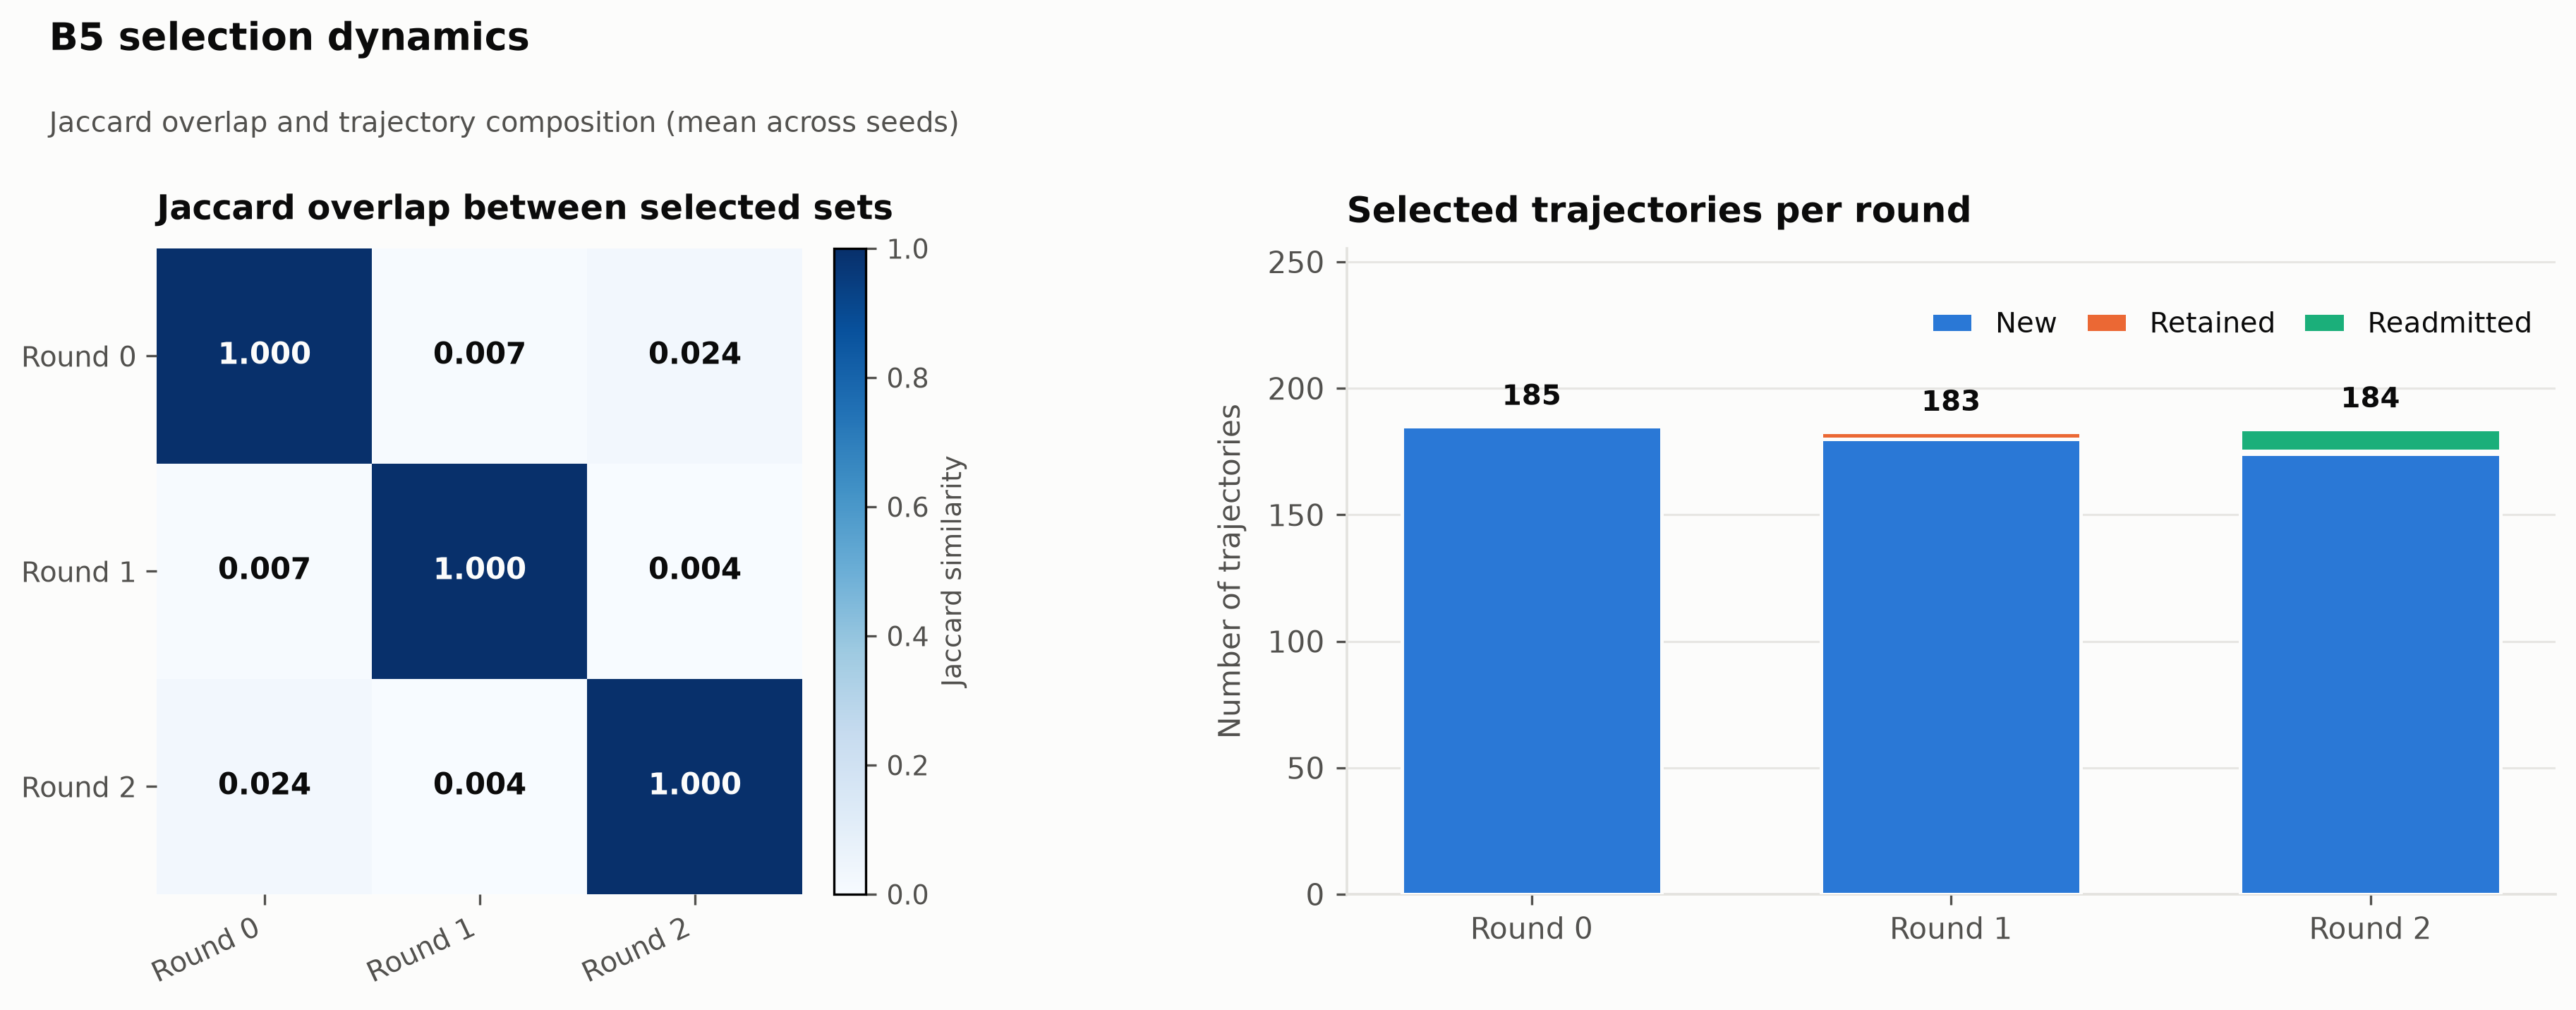 B5 selection dynamics
Jaccard overlap and trajectory composition (mean across seeds)
Jaccard overlap between selected sets
Round 0
1.000 0.007 0.024
Round 1
0.007 1.000 0.004
Round 2
0.024 0.004 1.000
Round 0 Round 1 Round 2
1.0
0.8
0.6
0.4
0.2
0.0
Jaccard similarity
Selected trajectories per round
250
200
150
100
50
0
Number of trajectories
New Retained Readmitted
185 183 184
Round 0 Round 1 Round 2